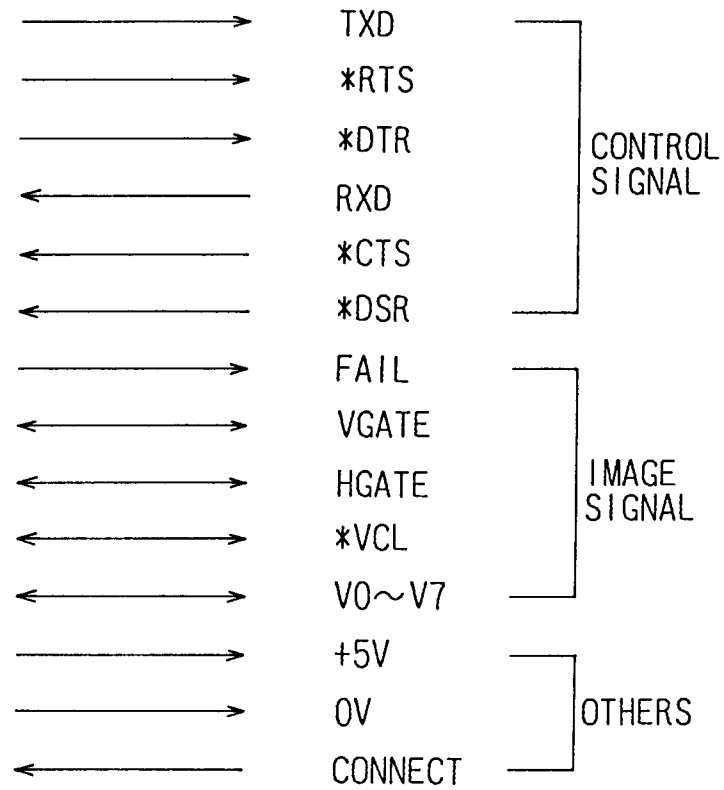 TXD
*RTS
*DTR
RXD
*CTS
*DSR
CONTROL
SIGNAL
FAIL
VGATE
HGATE
*VCL
V0～V7
IMAGE
SIGNAL
+5V
0V
CONNECT
OTHERS